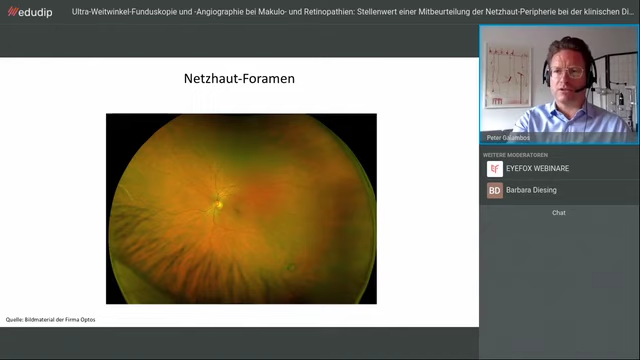 edudip
Ultra-Weitwinkel-Funduskopie und -Angiographie bei Makulo- und Retinopathien: Stellenwert einer Mitbeurteilung der Netzhaut-Peripherie bei der klinischen Di...
Netzhaut-Foramen
Quelle: Bildmaterial der Firma Optos
Peter Galambos
WEITERE MODERATOREN
EYEFOX WEBINARE
BD Barbara Diesing
Chat